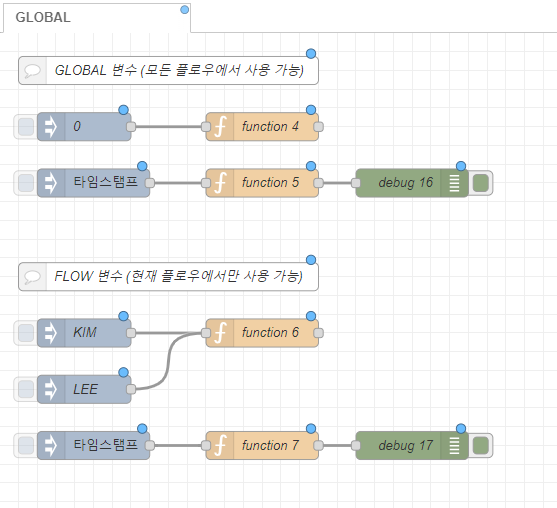 GLOBAL
GLOBAL 변수 (모든 플로우에서 사용 가능)
0 function 4
타임스탬프 function 5 debug 16
FLOW 변수 (현재 플로우에서만 사용 가능)
KIM function 6
LEE
타임스탬프 function 7 debug 17